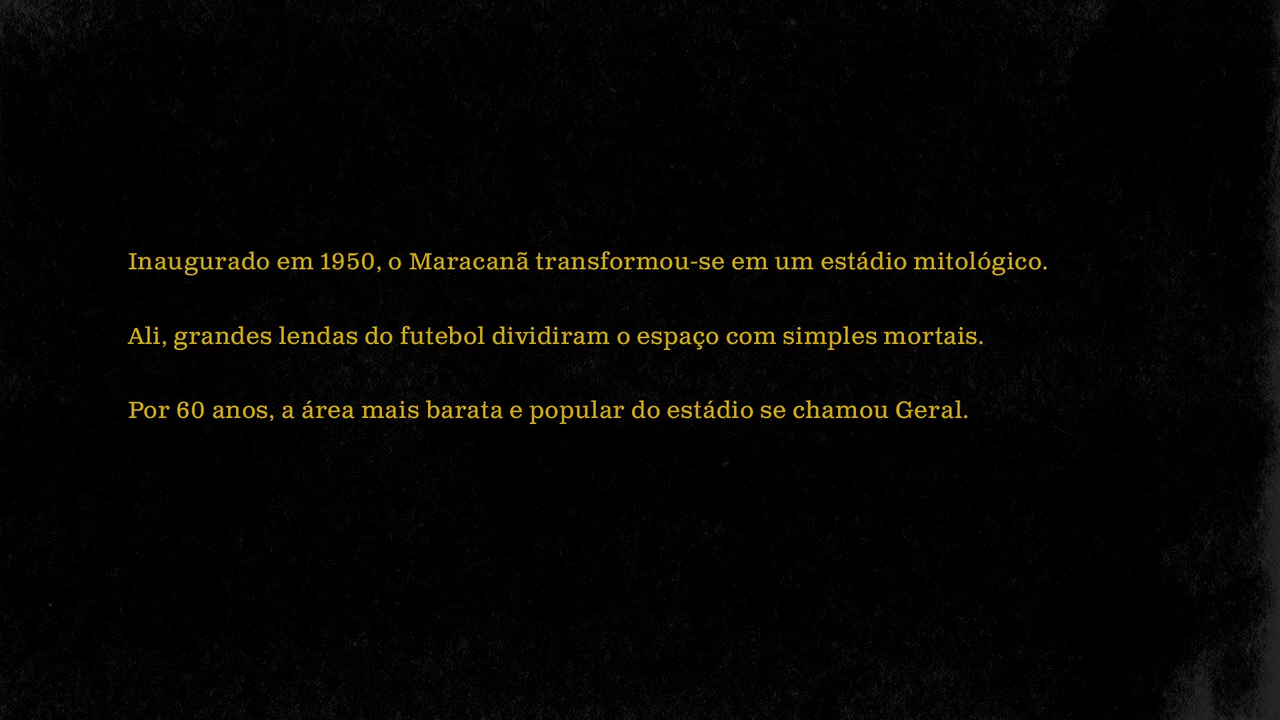 Inaugurado em 1950, o Maracanã transformou-se em um estádio mitológico.
Ali, grandes lendas do futebol dividiram o espaço com simples mortais.
Por 60 anos, a área mais barata e popular do estádio se chamou Geral.